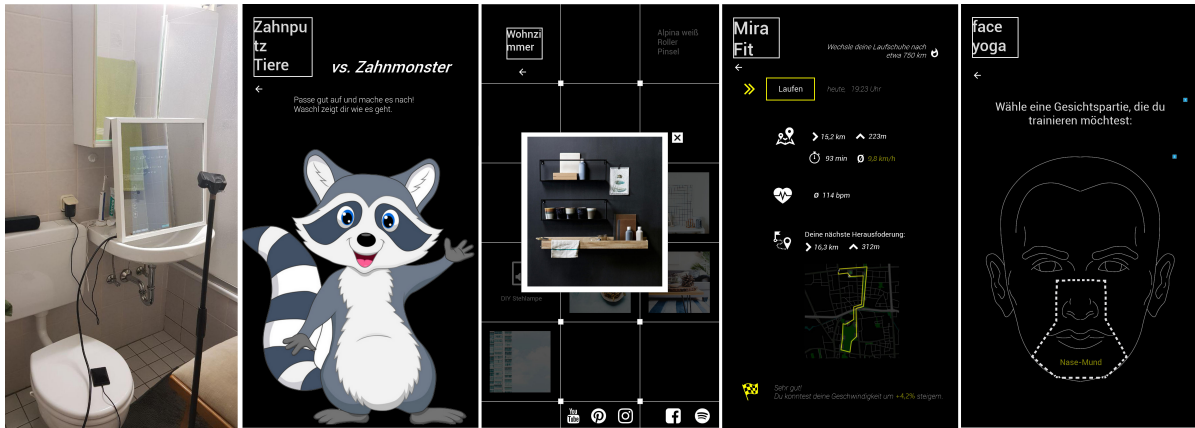 Zahnpu
tz
Tiere
vs. Zahnmonster
Passe gut auf und mache es nach!
Waschl zeigt dir wie es geht.
Wohnzi
mmer
Alpina weiß
Roller
Pinsel
DIY Stehlampe
You
Tube
Mira
Fit
Wechsle deine Laufschuhe nach
etwa 750 km
Laufen
heute, 19:23 Uhr
15,2 km
223m
93 min
Ø
9,8 km/h
ø 114 bpm
Deine nächste Herausfoderung:
16,3 km
312m
Sehr gut!
Du konntest deine Geschwindigkeit um +4,2% steigern.
face
yoga
Wähle eine Gesichtspartie, die du
trainieren möchtest:
Nase-Mund